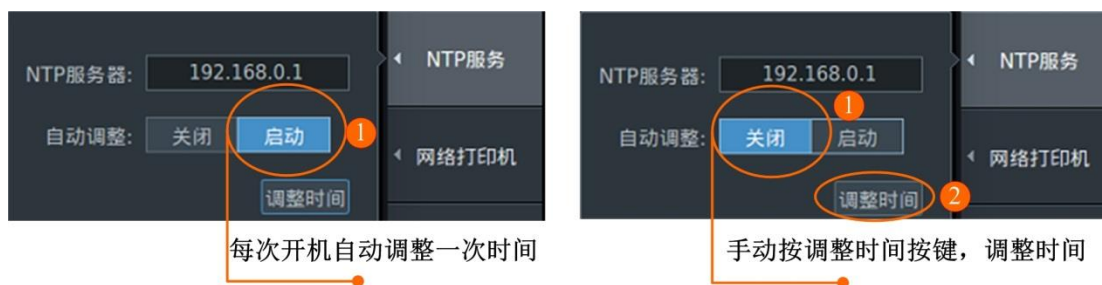 NTP服务器: 192.168.0.1
NTP服务
自动调整: 关闭 启动 1
网络打印机
调整时间
每次开机自动调整一次时间
NTP服务器: 192.168.0.1
NTP服务
1
自动调整: 关闭 启动
网络打印机
调整时间 2
手动按调整时间按键，调整时间